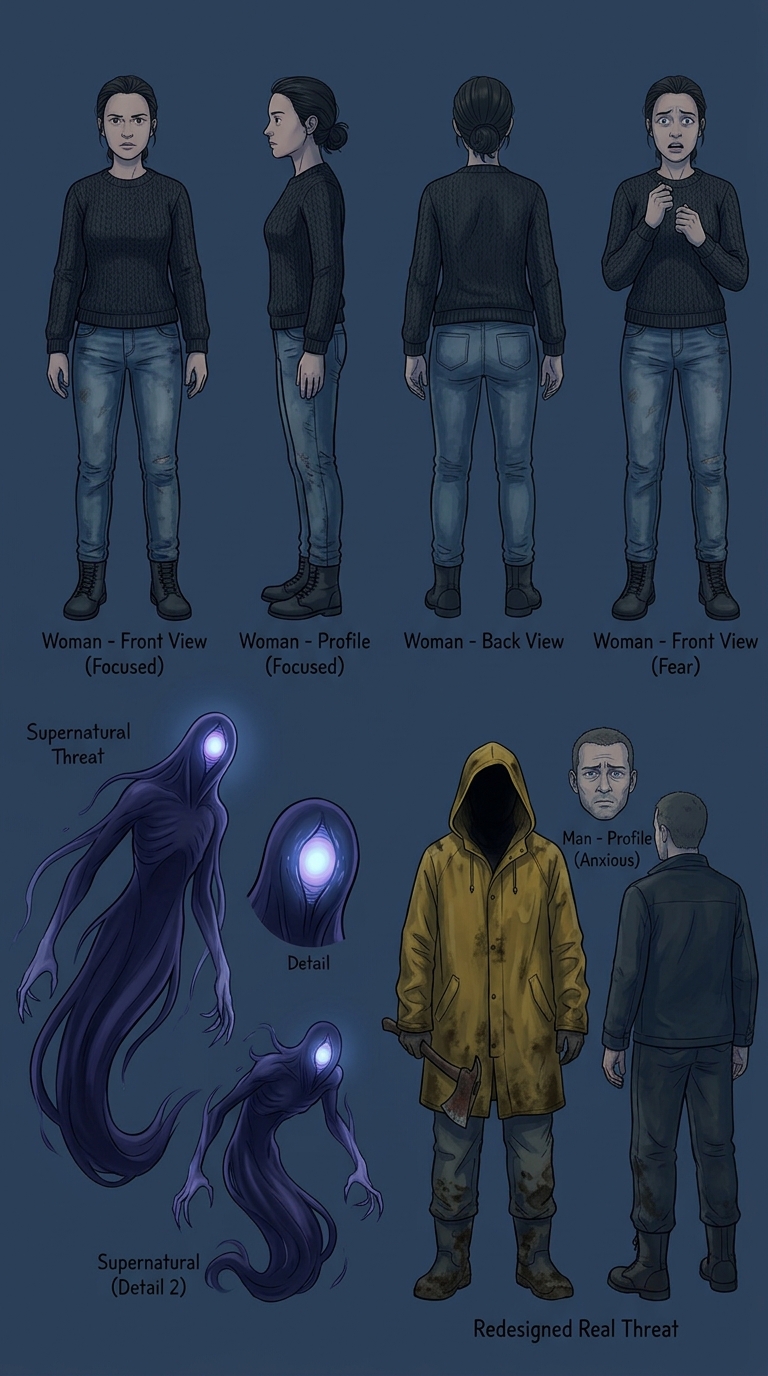 Woman - Front View
(Focused)
Woman - Profile
(Focused)
Woman - Back View
Woman - Front View
(Fear)
Supernatural
Threat
Detail
Man - Profile
(Anxious)
Supernatural
(Detail 2)
Redesigned Real Threat